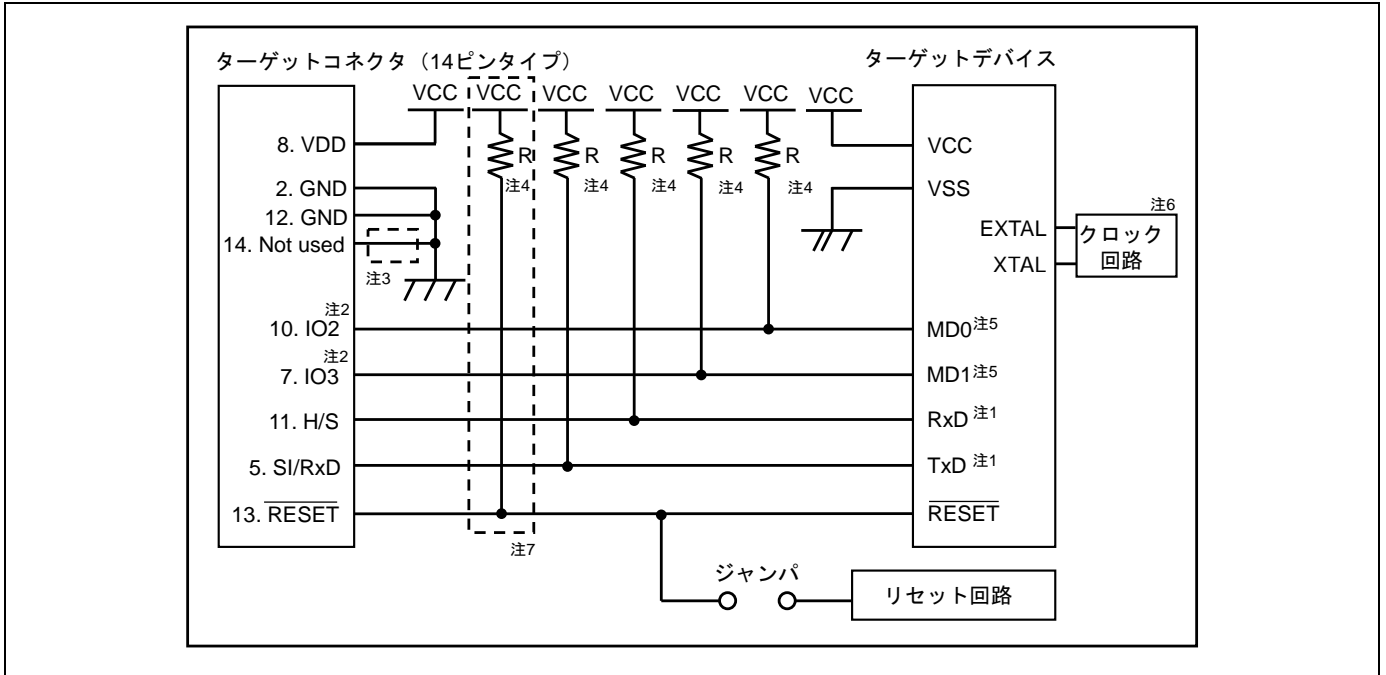 ターゲットコネクタ（14ピンタイプ）
ターゲットデバイス
VCC VCC VCC VCC VCC VCC VCC
8. VDD
R R R R R
注4 注4 注4 注4 注4
VCC
2. GND
VSS
12. GND
14. Not used
注3
EXTAL
XTAL
注6
クロック
回路
注2
10. IO2
MD0注5
注2
7. IO3
MD1注5
11. H/S
RxD 注1
5. SI/RxD
TxD 注1
13. RESET
RESET
注7
ジャンパ
リセット回路